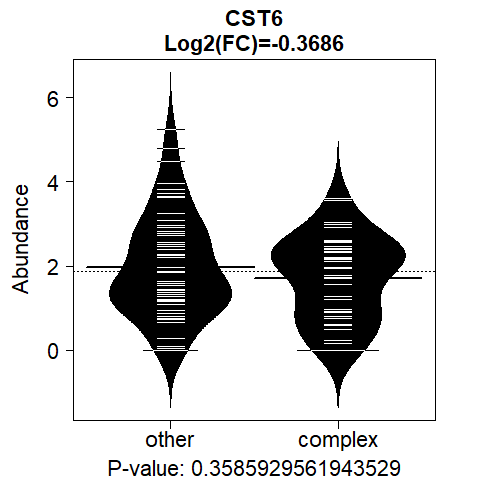 CST6
Log2(FC)=-0.3686
Abundance
6
4
2
0
other complex
P-value: 0.3585929561943529